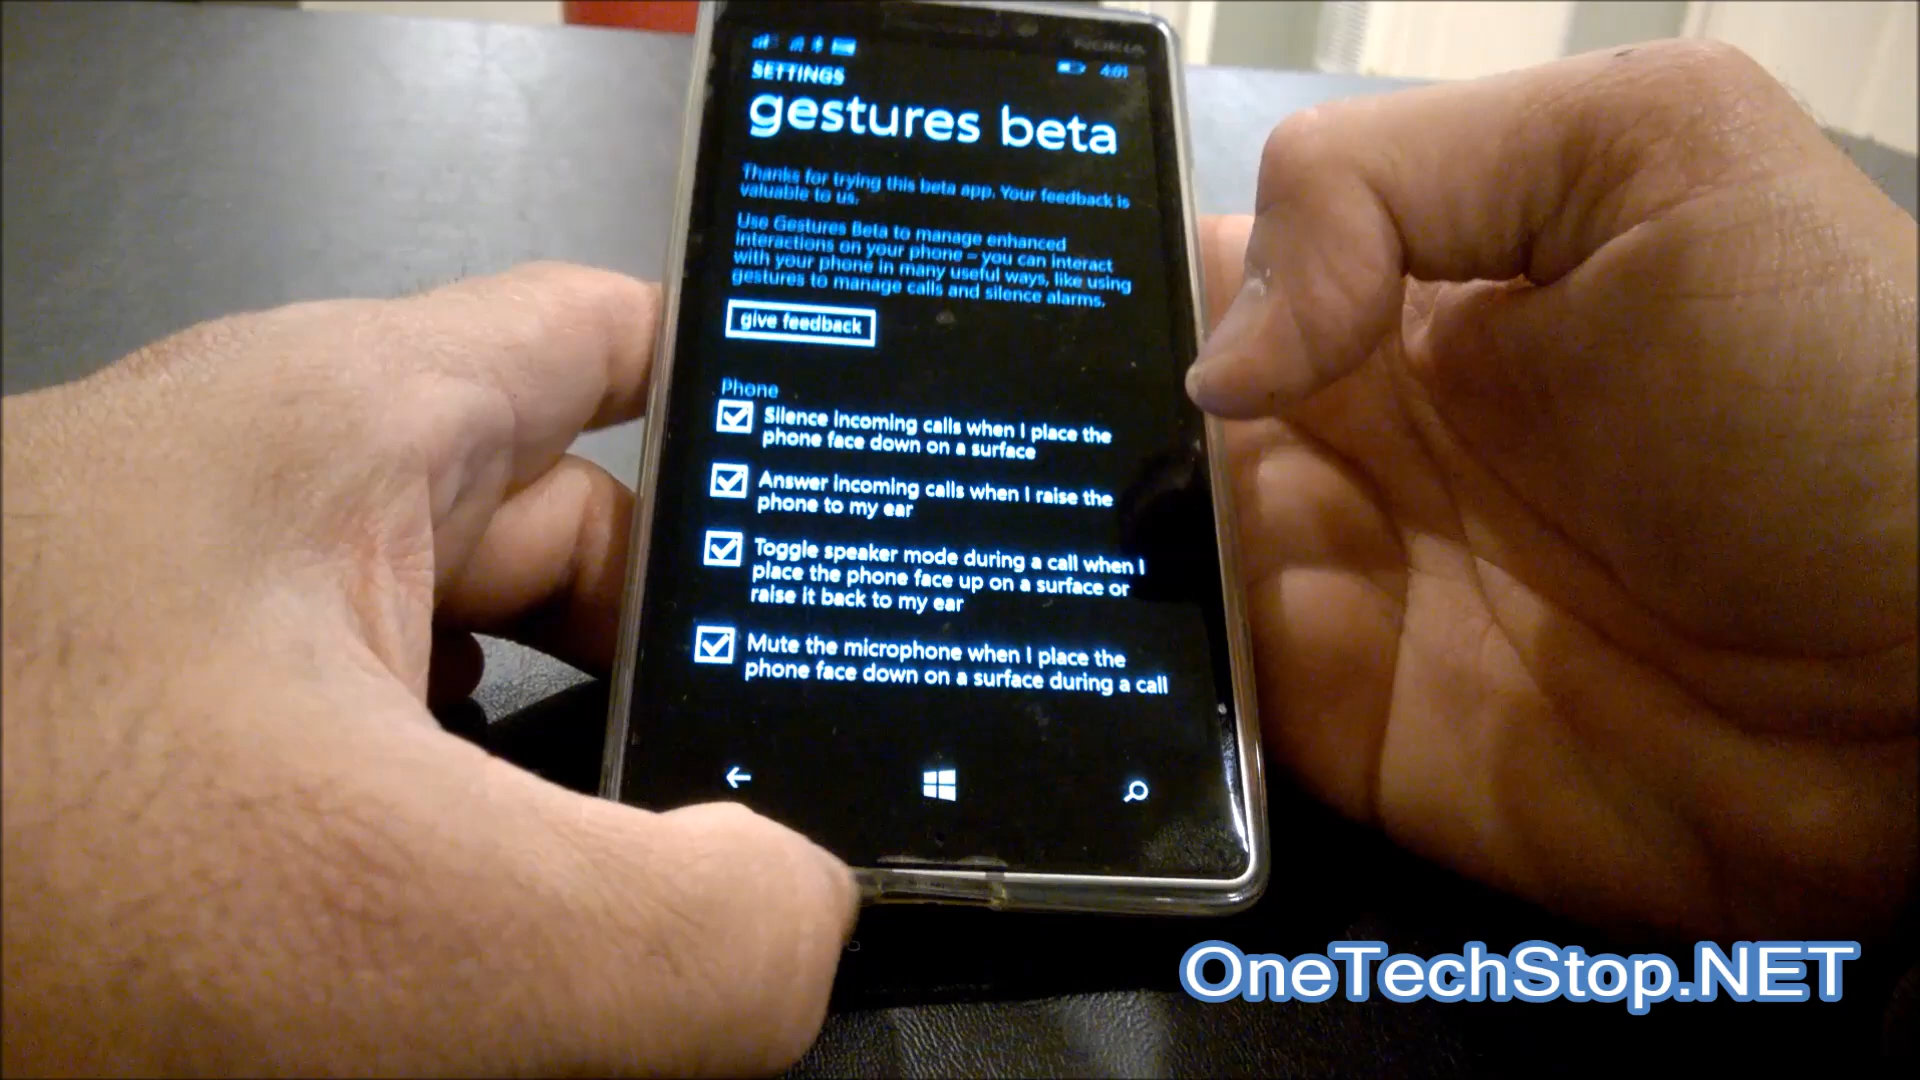 NOKIA
4:01
SETTINGS
gestures beta
Thanks for trying this beta app. Your feedback is
valuable to us.
Use Gestures Beta to manage enhanced
interactions on your phone – you can interact
with your phone in many useful ways, like using
gestures to manage calls and silence alarms.
give feedback
Phone
Silence incoming calls when I place the
phone face down on a surface
Answer incoming calls when I raise the
phone to my ear
Toggle speaker mode during a call when I
place the phone face up on a surface or
raise it back to my ear
Mute the microphone when I place the
phone face down on a surface during a call
OneTechStop.NET